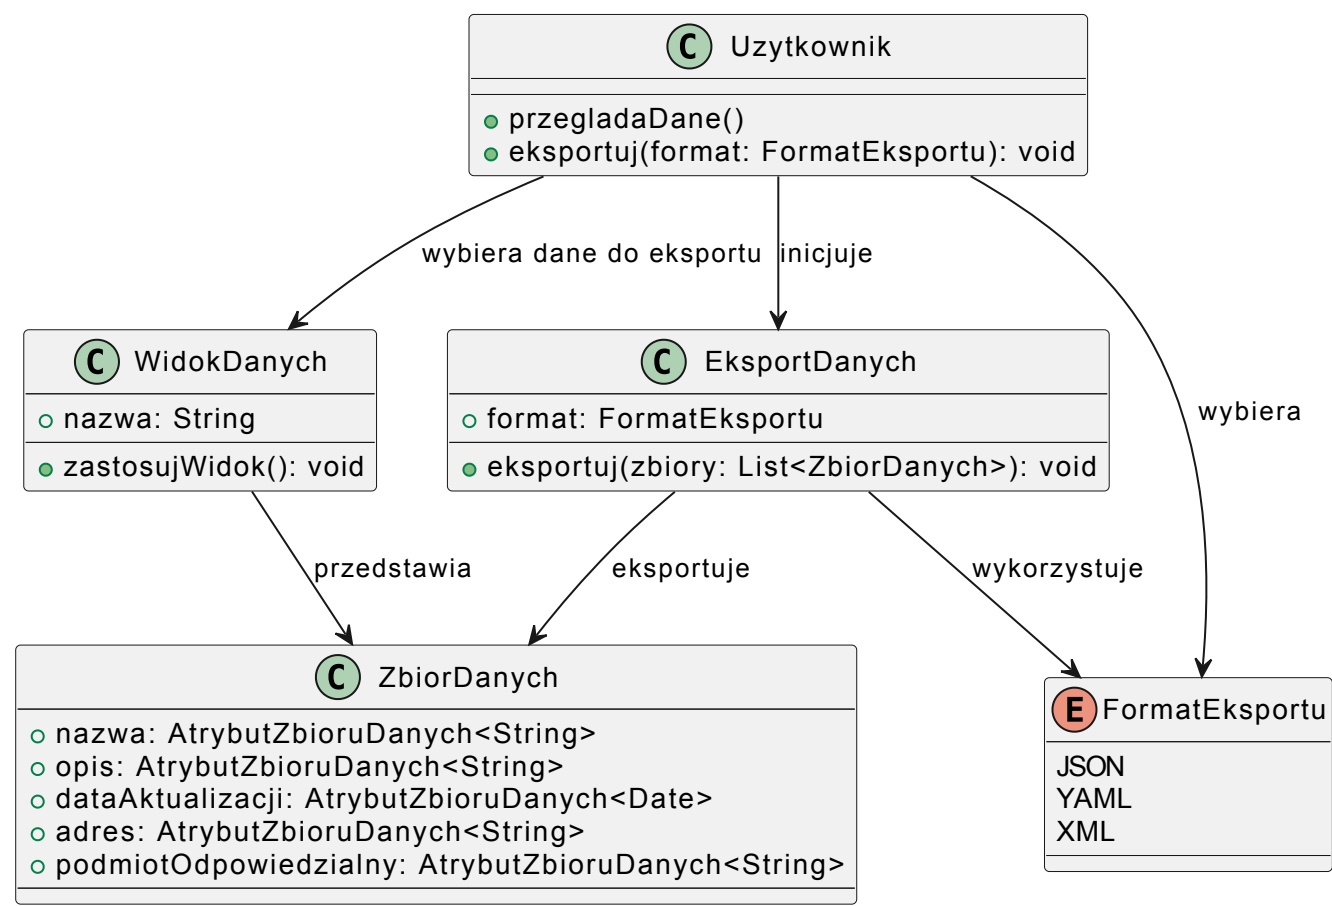 C Uzytkownik
przegladaDane()
eksportuj(format: FormatEksportu): void
wybiera dane do eksportu
inicjuje
wybiera
C WidokDanych
nazwa: String
zastosujWidok(): void
C EksportDanych
format: FormatEksportu
eksportuj(zbiory: List<ZbiorDanych>): void
przedstawia
eksportuje
wykorzystuje
C ZbiorDanych
nazwa: AtrybutZbioruDanych<String>
opis: AtrybutZbioruDanych<String>
dataAktualizacji: AtrybutZbioruDanych<Date>
adres: AtrybutZbioruDanych<String>
podmiotOdpowiedzialny: AtrybutZbioruDanych<String>
E FormatEksportu
JSON
YAML
XML